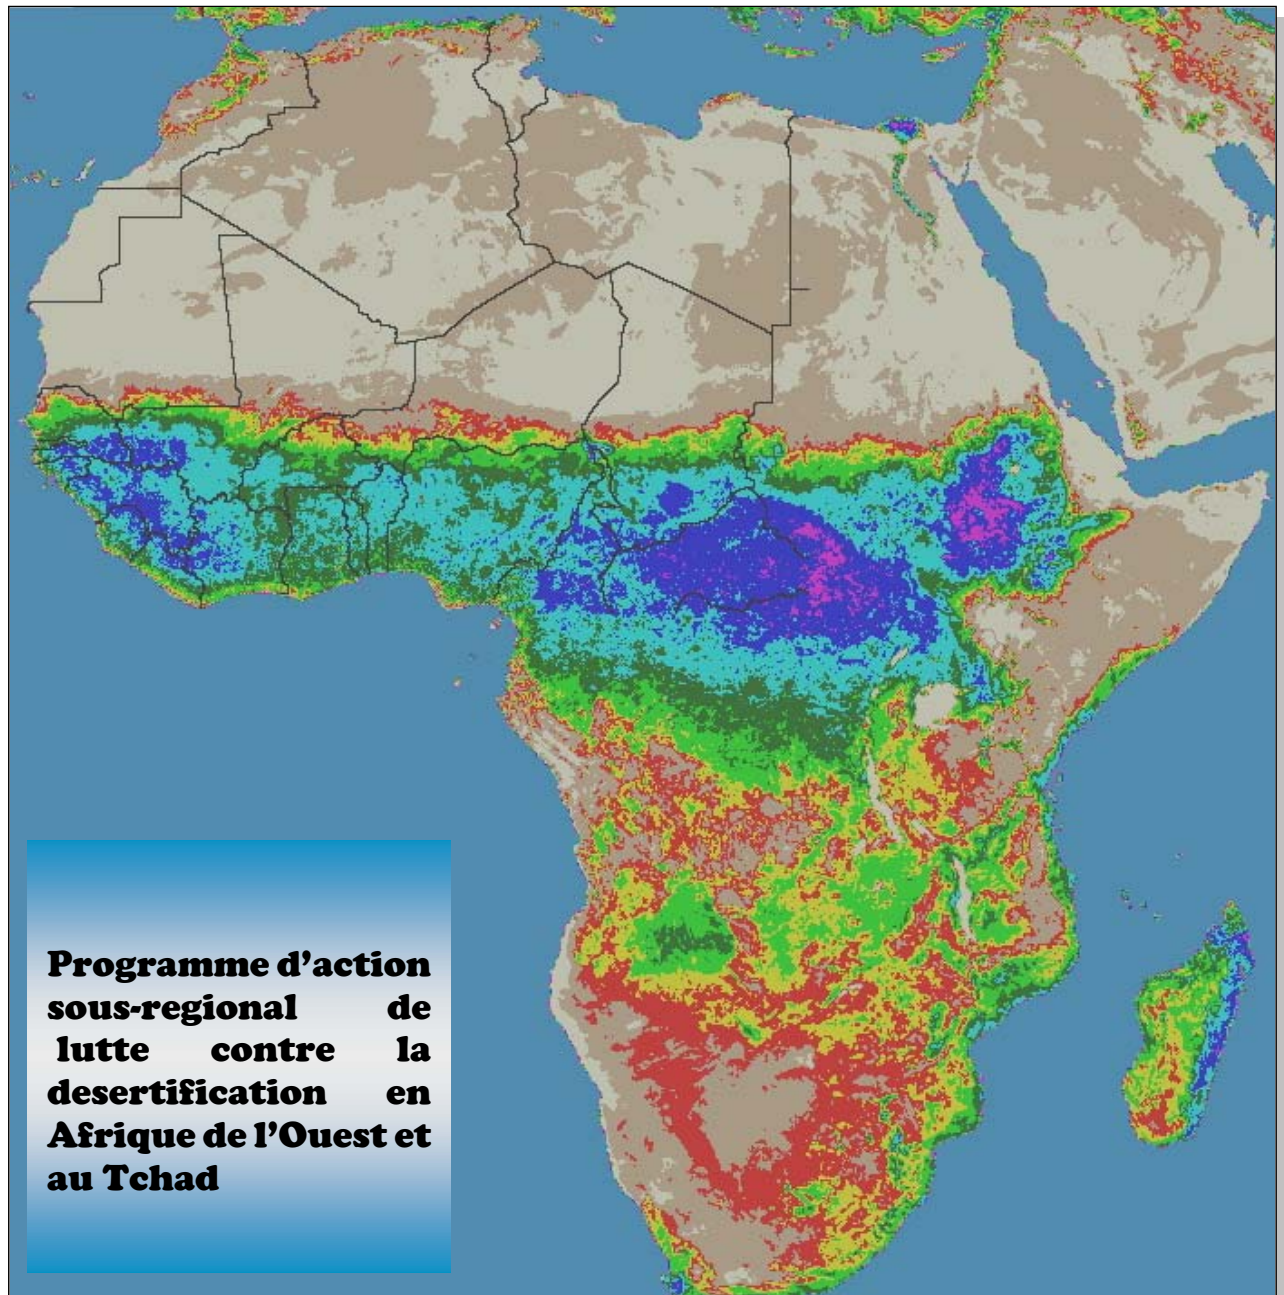 Programme d’action
sous-regional de
lutte contre la
desertification en
Afrique de l’Ouest et
au Tchad